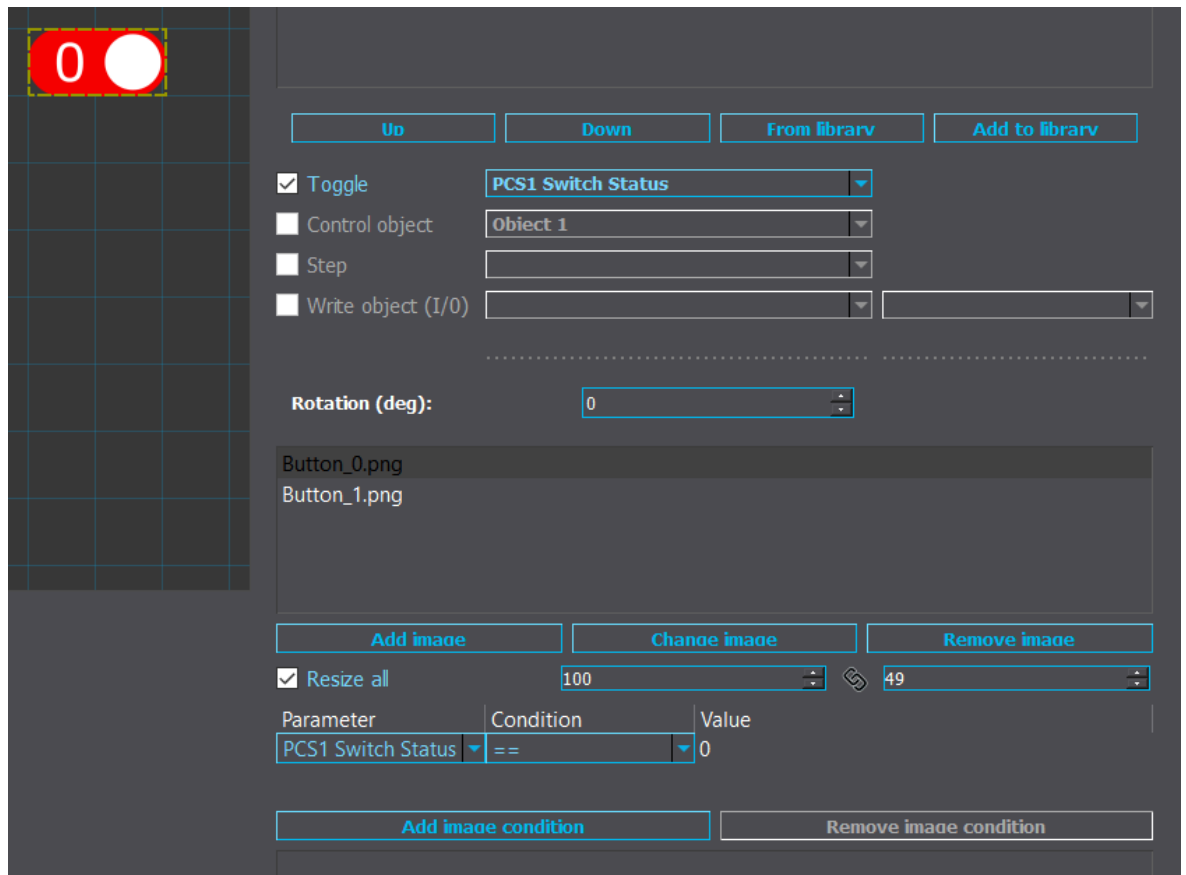 0
Up Down From library Add to library
Toggle PCS1 Switch Status
Control object Object 1
Step
Write object (I/0)
Rotation (deg): 0
Button_0.png
Button_1.png
Add image Change image Remove image
Resize all 100 49
Parameter Condition Value
PCS1 Switch Status == 0
Add image condition Remove image condition